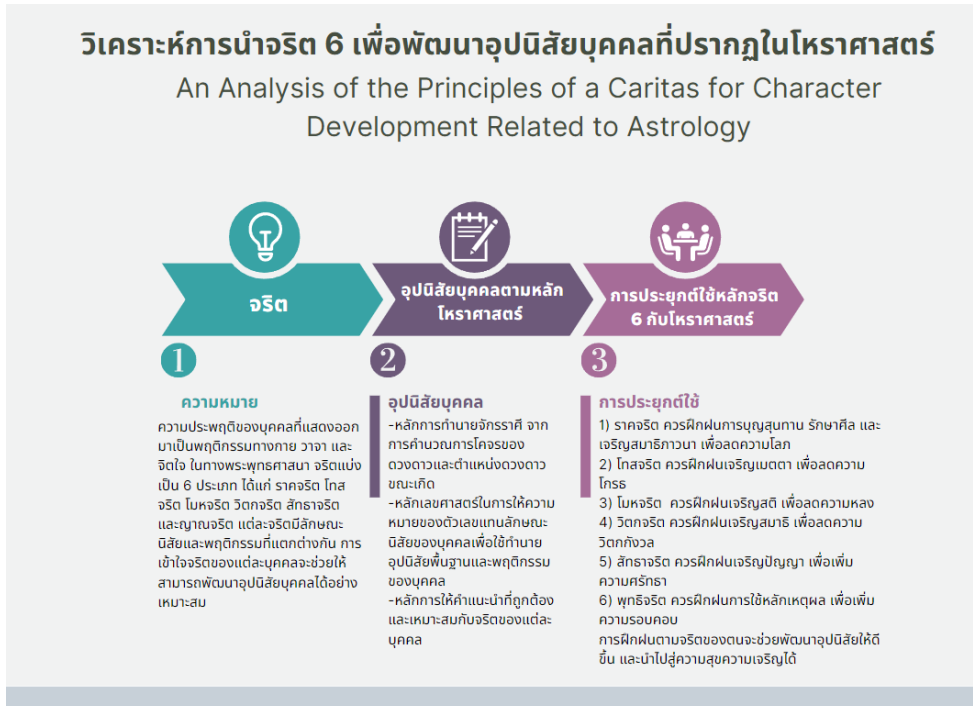 วิเคราะห์การนำจริต 6 เพื่อพัฒนาอุปนิสัยบุคคลที่ปรากฏในโหราศาสตร์
An Analysis of the Principles of a Caritas for Character
Development Related to Astrology
จริต
อุปนิสัยบุคคลตามหลัก
โหราศาสตร์
การประยุกต์ใช้หลักจริต
6 กับโหราศาสตร์
1
2
3
ความหมาย
ความประพฤติของบุคคลที่แสดงออก
มาเป็นพฤติกรรมทางกาย วาจา และ
จิตใจ ในทางพระพุทธศาสนา จริตแบ่ง
เป็น 6 ประเภท ได้แก่ ราคจริต โทส
จริต โมหจริต วิตกจริต สัทธาจริต
และญาณจริต แต่ละจริตมีลักษณะ
นิสัยและพฤติกรรมที่แตกต่างกัน การ
เข้าใจจริตของแต่ละบุคคลจะช่วยให้
สามารถพัฒนาอุปนิสัยบุคคลได้อย่าง
เหมาะสม
อุปนิสัยบุคคล
-หลักการทำนายจักรราศี จาก
การคำนวณการโคจรของ
ดวงดาวและตำแหน่งดวงดาว
ขณะเกิด
-หลักเลขศาสตร์ในการให้ความ
หมายของตัวเลขแทนลักษณะ
นิสัยของบุคคลเพื่อใช้ทำนาย
อุปนิสัยพื้นฐานและพฤติกรรม
ของบุคคล
-หลักการให้คำแนะนำที่ถูกต้อง
และเหมาะสมกับจริตของแต่ละ
บุคคล
การประยุกต์ใช้
1) ราคจริต ควรฝึกฝนการบุญสุนทาน รักษาศีล และ
เจริญสมาธิภาวนา เพื่อลดความโลภ
2) โทสจริต ควรฝึกฝนเจริญเมตตา เพื่อลดความ
โกรธ
3) โมหจริต ควรฝึกฝนเจริญสติ เพื่อลดความหลง
4) วิตกจริต ควรฝึกฝนเจริญสมาธิ เพื่อลดความ
วิตกกังวล
5) สัทธาจริต ควรฝึกฝนเจริญปัญญา เพื่อเพิ่ม
ความศรัทธา
6) พุทธิจริต ควรฝึกฝนการใช้หลักเหตุผล เพื่อเพิ่ม
ความรอบคอบ
การฝึกฝนตามจริตของตนจะช่วยพัฒนาอุปนิสัยให้ดี
ขึ้น และนำไปสู่ความสุขความเจริญได้